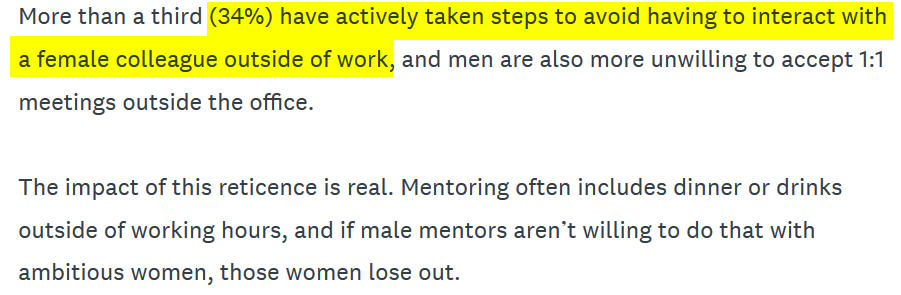 More than a third (34%) have actively taken steps to avoid having to interact with
a female colleague outside of work, and men are also more unwilling to accept 1:1
meetings outside the office.
The impact of this reticence is real. Mentoring often includes dinner or drinks
outside of working hours, and if male mentors aren’t willing to do that with
ambitious women, those women lose out.